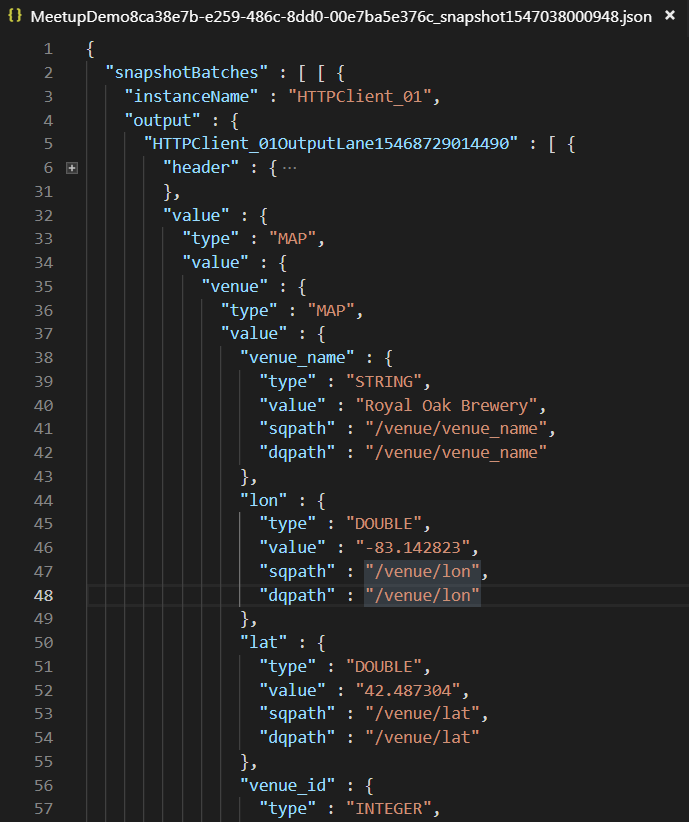 {} MeetupDemo8ca38e7b-e259-486c-8dd0-00e7ba5e376c_snapshot1547038000948.json ×
1 {
2 "snapshotBatches" : [ [ {
3 "instanceName" : "HTTPClient_01",
4 "output" : {
5 "HTTPClient_01OutputLane15468729014490" : [ {
6 "header" : { ...
31 },
32 "value" : {
33 "type" : "MAP",
34 "value" : {
35 "venue" : {
36 "type" : "MAP",
37 "value" : {
38 "venue_name" : {
39 "type" : "STRING",
40 "value" : "Royal Oak Brewery",
41 "sqpath" : "/venue/venue_name",
42 "dqpath" : "/venue/venue_name"
43 },
44 "lon" : {
45 "type" : "DOUBLE",
46 "value" : "-83.142823",
47 "sqpath" : "/venue/lon",
48 "dqpath" : "/venue/lon"
49 },
50 "lat" : {
51 "type" : "DOUBLE",
52 "value" : "42.487304",
53 "sqpath" : "/venue/lat",
54 "dqpath" : "/venue/lat"
55 },
56 "venue_id" : {
57 "type" : "INTEGER",